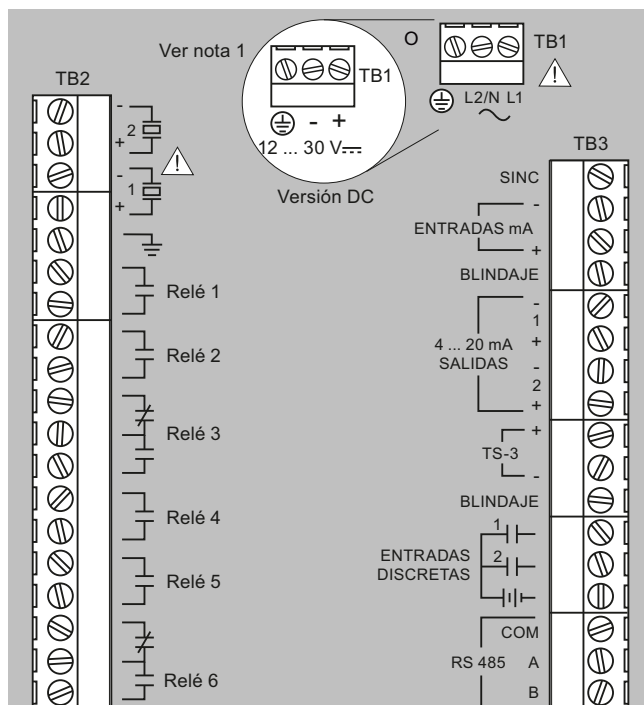 Ver nota 1
O
TB1
TB1
- +
12 ... 30 V
Versión DC
L2/N L1
TB2
-
2
+
-
1
+
Relé 1
Relé 2
Relé 3
Relé 4
Relé 5
Relé 6
TB3
SINC
-
ENTRADAS mA
+
BLINDAJE
-
1
+
4 ... 20 mA
SALIDAS
-
2
+
+
TS-3
-
BLINDAJE
1
ENTRADAS
DISCRETAS
2
COM
RS 485 A
B